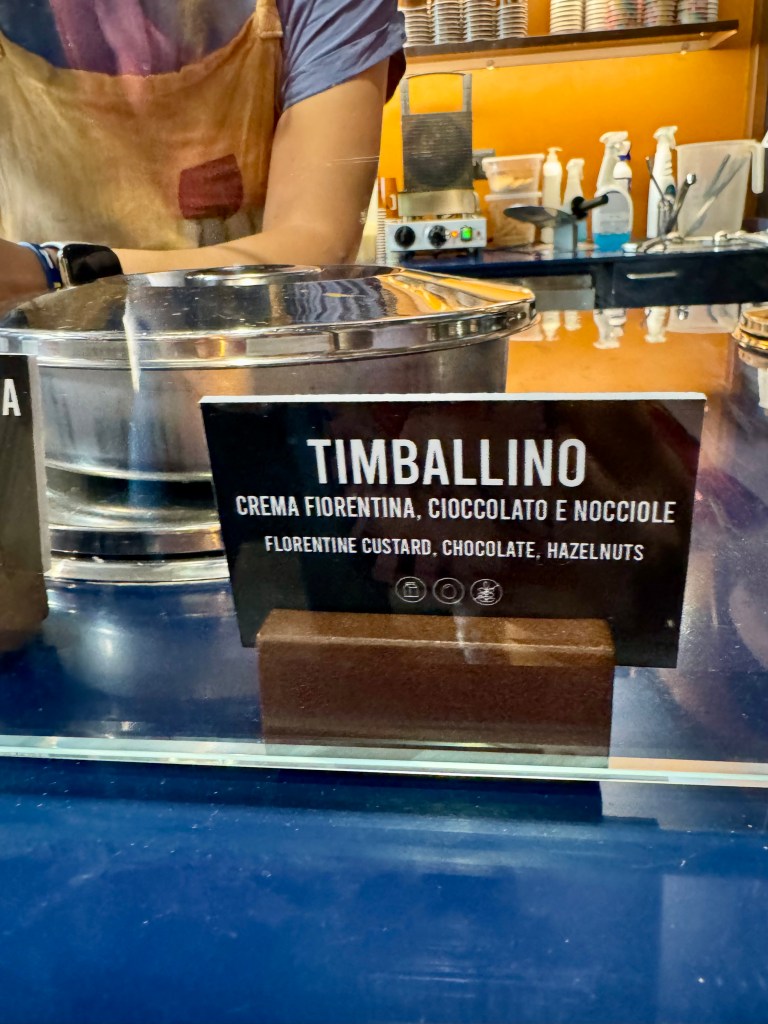 A
TIMBALLINO
CREMA FIORENTINA, CIOCCOLATO E NOCCIOLE
FLORENTINE CUSTARD, CHOCOLATE, HAZELNUTS